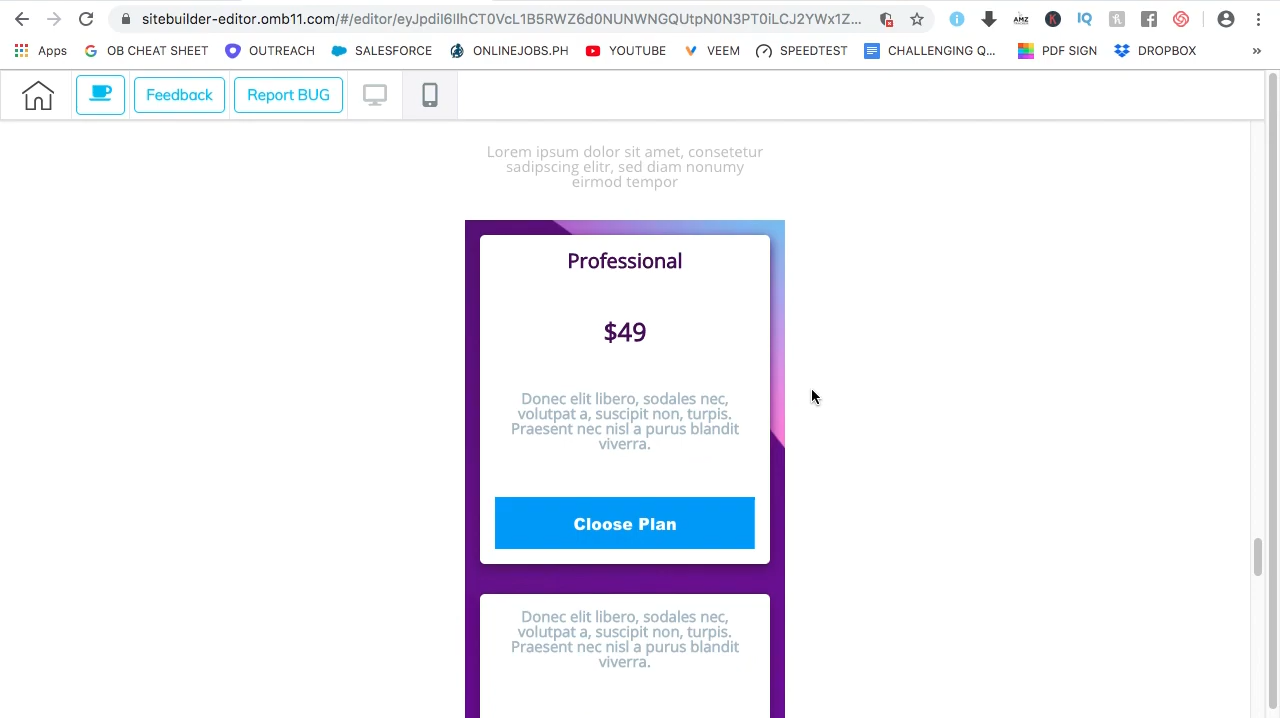 sitebuilder-editor.omb11.com/#/editor/eyJpdiI6IlhCT0VcL1B5RWZ6d0NUNWNGQUtpN0N3PT0iLCJ2YWx1Z...
Apps OB CHEAT SHEET OUTREACH SALESFORCE ONLINEJOBS.PH YOUTUBE VEEM SPEEDTEST CHALLENGING Q... PDF SIGN DROPBOX »
Feedback Report BUG
Lorem ipsum dolor sit amet, consetetur
sadipscing elitr, sed diam nonumy
eirmod tempor
Professional
$49
Donec elit libero, sodales nec,
volutpat a, suscipit non, turpis.
Praesent nec nisl a purus blandit
viverra.
Cloose Plan
Donec elit libero, sodales nec,
volutpat a, suscipit non, turpis.
Praesent nec nisl a purus blandit
viverra.